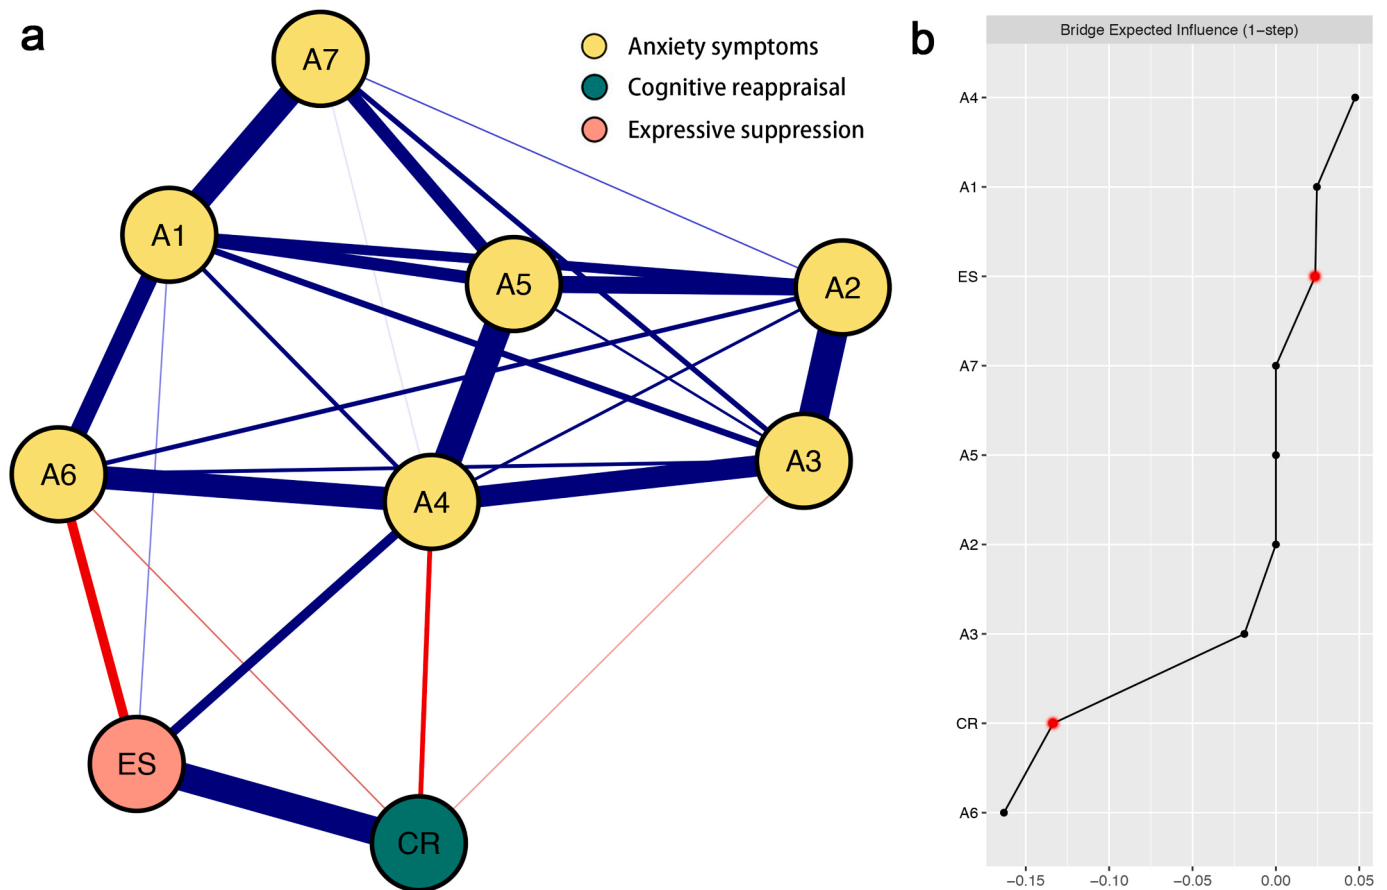 a
A7
Anxiety symptoms
Cognitive reappraisal
Expressive suppression
A1
A5
A2
A6
A4
A3
ES
CR
b
Bridge Expected Influence (1−step)
A4
A1
ES
A7
A5
A2
A3
CR
A6
−0.15 −0.10 −0.05 0.00 0.05